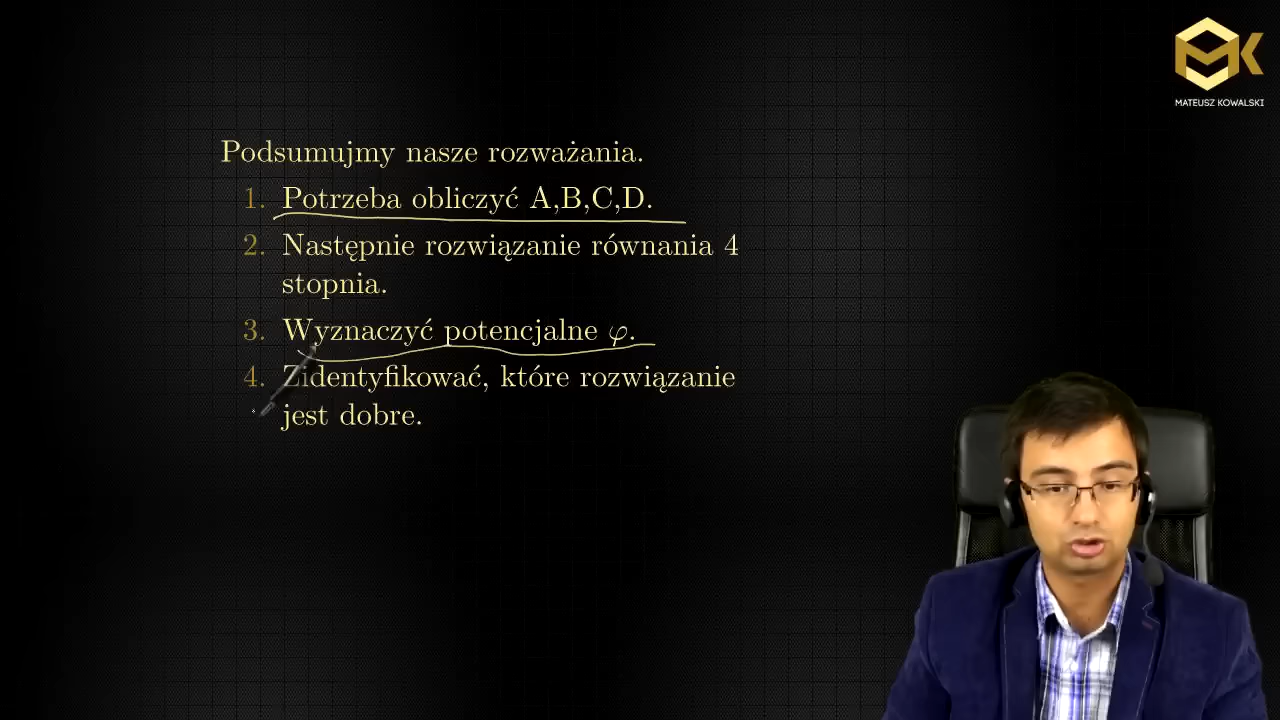 MATEUSZ KOWALSKI
Podsumujmy nasze rozważania.
1. Potrzeba obliczyć A,B,C,D.
2. Następnie rozwiązanie równania 4
stopnia.
3. Wyznaczyć potencjalne φ.
4. Zidentyfikować, które rozwiązanie
jest dobre.